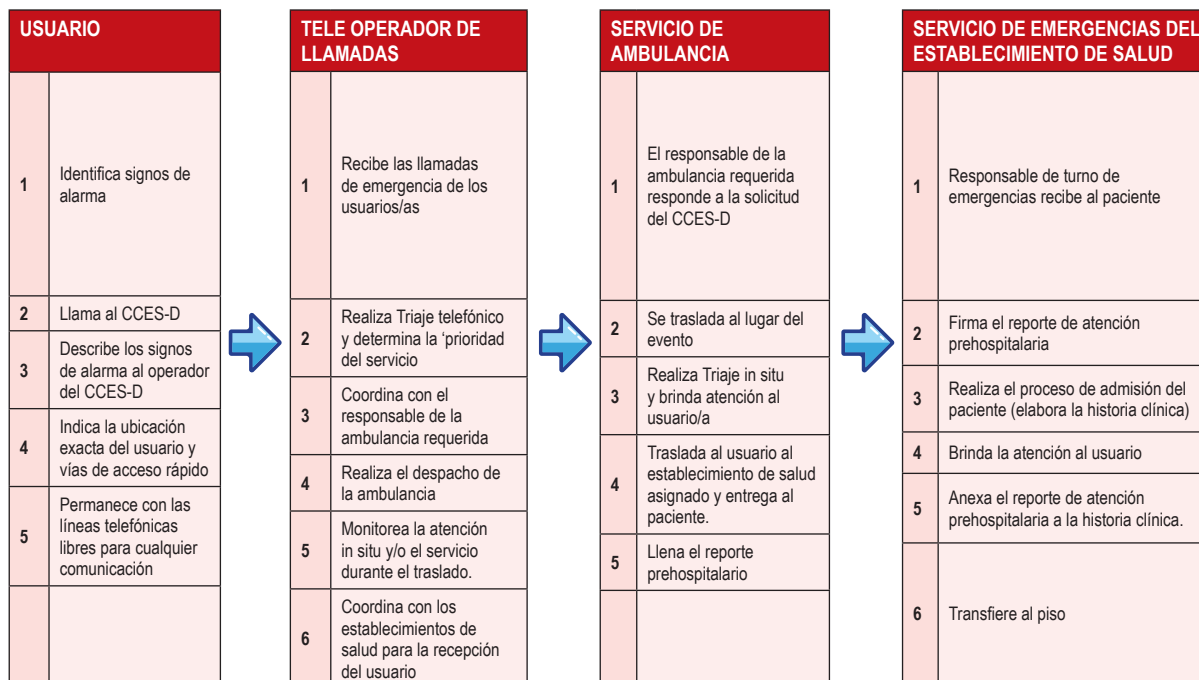 USUARIO
1
Identifica signos de
alarma
2
Llama al CCES-D
3
Describe los signos
de alarma al operador
del CCES-D
4
Indica la ubicación
exacta del usuario y
vías de acceso rápido
5
Permanece con las
líneas telefónicas
libres para cualquier
comunicación
TELE OPERADOR DE
LLAMADAS
1
Recibe las llamadas
de emergencia de los
usuarios/as
2
Realiza Triaje telefónico
y determina la ‘prioridad
del servicio
3
Coordina con el
responsable de la
ambulancia requerida
4
Realiza el despacho de
la ambulancia
5
Monitorea la atención
in situ y/o el servicio
durante el traslado.
6
Coordina con los
establecimientos de
salud para la recepción
del usuario
SERVICIO DE
AMBULANCIA
1
El responsable de la
ambulancia requerida
responde a la solicitud
del CCES-D
2
Se traslada al lugar del
evento
3
Realiza Triaje in situ
y brinda atención al
usuario/a
4
Traslada al usuario al
establecimiento de salud
asignado y entrega al
paciente.
5
Llena el reporte
prehospitalario
SERVICIO DE EMERGENCIAS DEL
ESTABLECIMIENTO DE SALUD
1
Responsable de turno de
emergencias recibe al paciente
2
Firma el reporte de atención
prehospitalaria
3
Realiza el proceso de admisión del
paciente (elabora la historia clínica)
4
Brinda la atención al usuario
5
Anexa el reporte de atención
prehospitalaria a la historia clínica.
6
Transfiere al piso